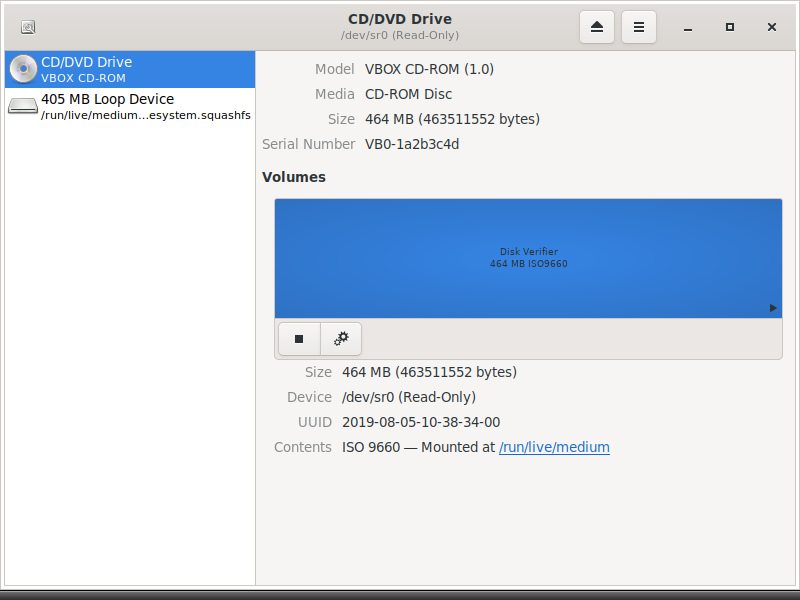 CD/DVD Drive
/dev/sr0 (Read-Only)
CD/DVD Drive
VBOX CD-ROM
405 MB Loop Device
/run/live/medium...esystem.squashfs
Model VBOX CD-ROM (1.0)
Media CD-ROM Disc
Size 464 MB (463511552 bytes)
Serial Number VB0-1a2b3c4d
Volumes
Disk Verifier
464 MB ISO9660
Size 464 MB (463511552 bytes)
Device /dev/sr0 (Read-Only)
UUID 2019-08-05-10-38-34-00
Contents ISO 9660 — Mounted at /run/live/medium